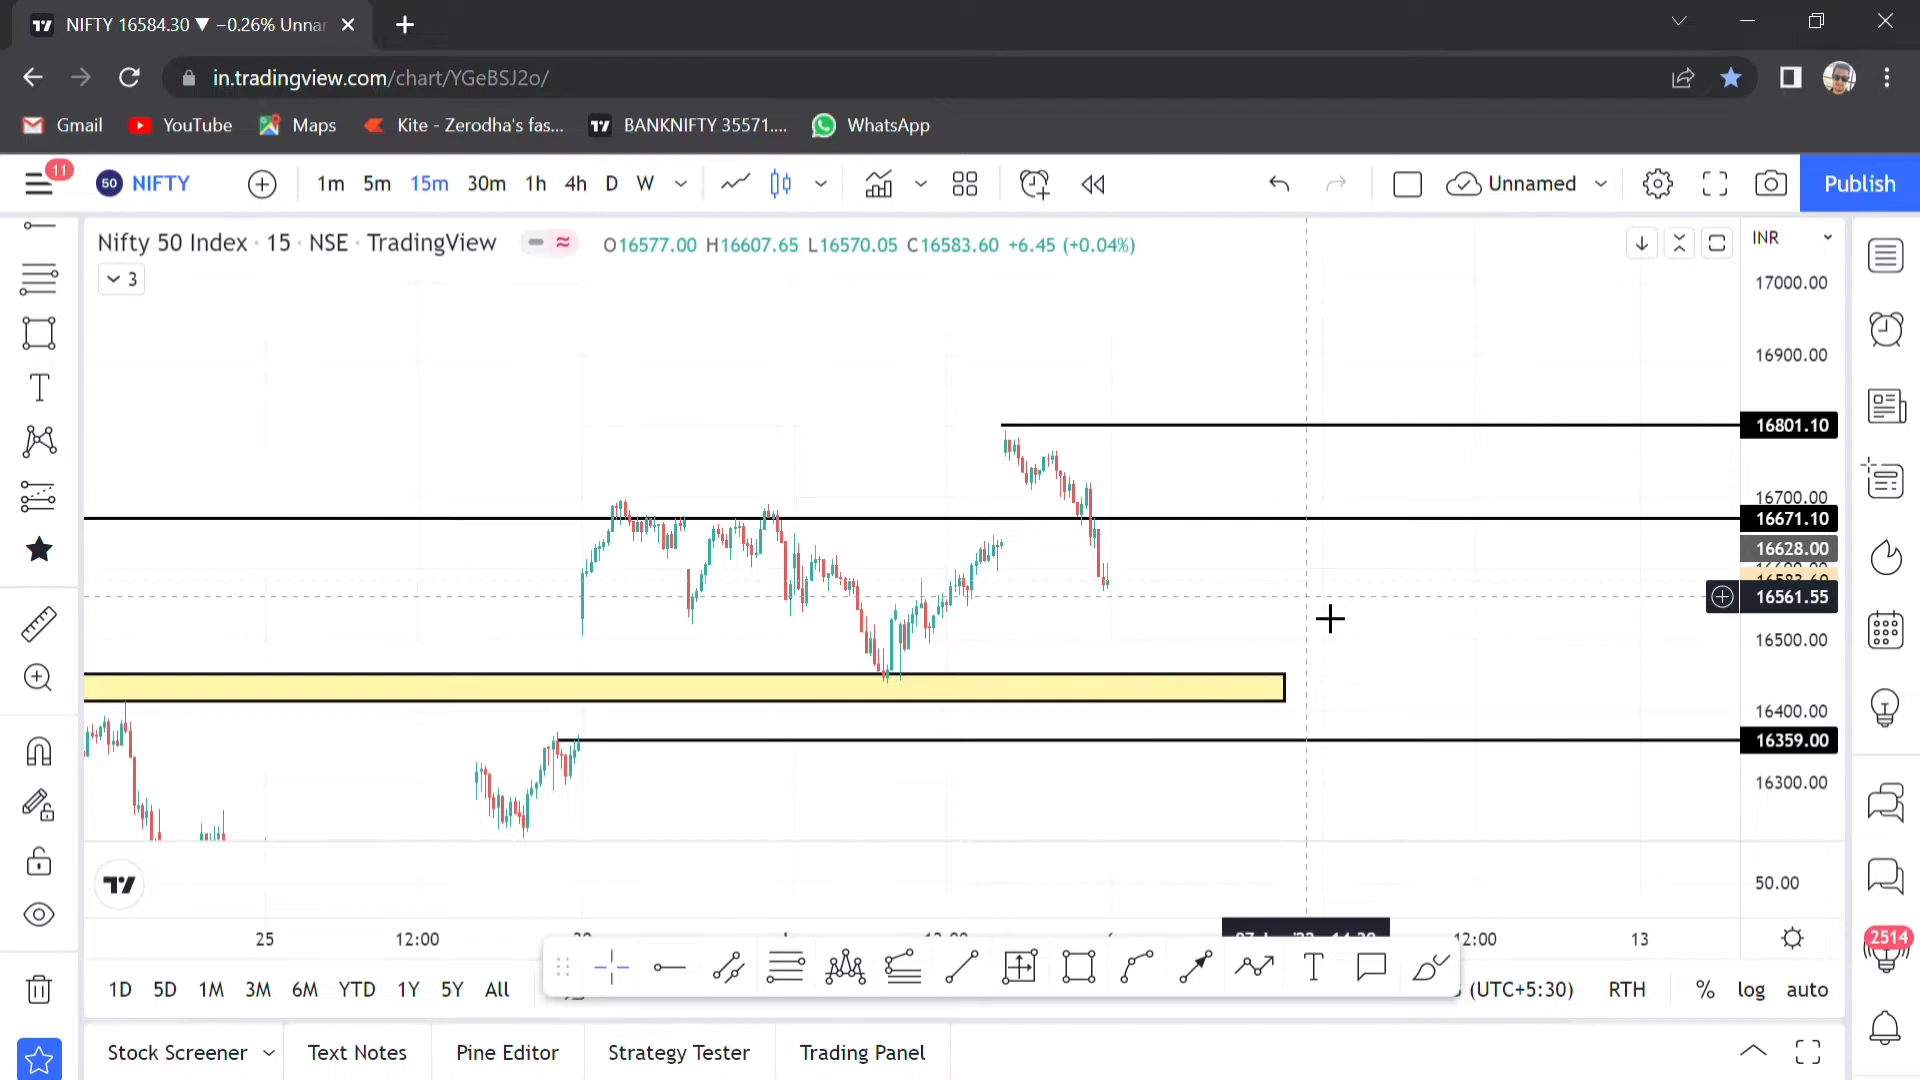 NIFTY 16584.30 ▼ −0.26% Unnar
in.tradingview.com/chart/YGeBSJ2o/
Gmail YouTube Maps Kite - Zerodha's fas... BANKNIFTY 35571.... WhatsApp
11
50 NIFTY 1m 5m 15m 30m 1h 4h D W Unnamed Publish
Nifty 50 Index · 15 · NSE · TradingView O16577.00 H16607.65 L16570.05 C16583.60 +6.45 (+0.04%)
INR
3
17000.00
16900.00
16801.10
16700.00
16671.10
16628.00
16583.60
16561.55
16500.00
16400.00
16359.00
16300.00
50.00
25 12:00 12:00 13
2514
1D 5D 1M 3M 6M YTD 1Y 5Y All (UTC+5:30) RTH % log auto
Stock Screener Text Notes Pine Editor Strategy Tester Trading Panel